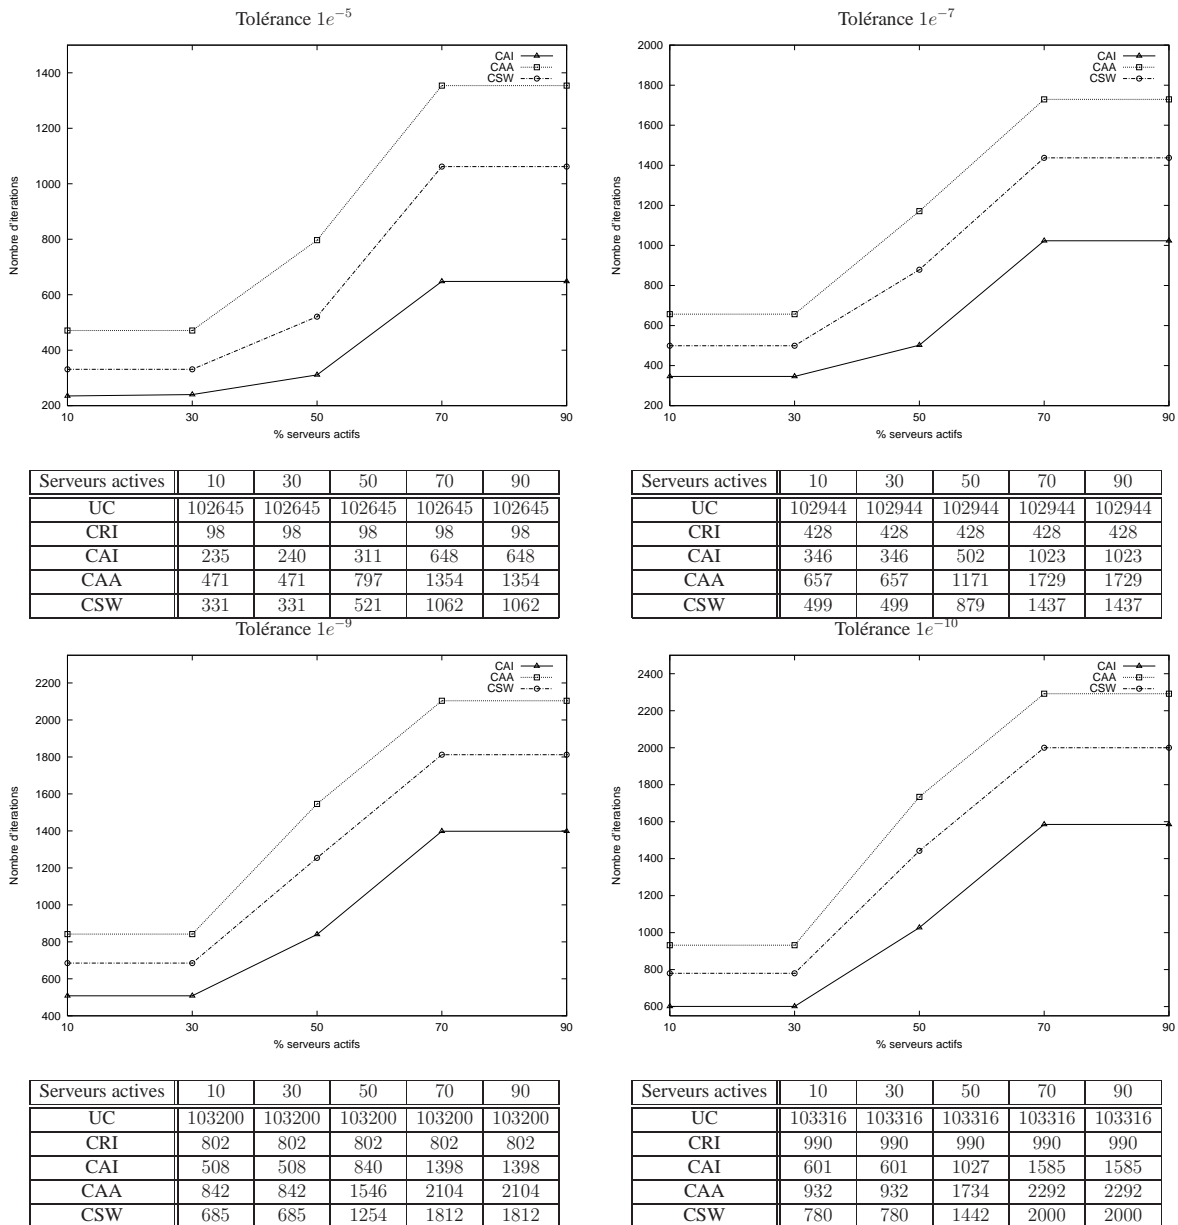 Tolérance 1e⁻⁵
CAI
CAA
CSW
1400
1200
1000
800
600
400
200
Nombre d'iterations
10 30 50 70 90
% serveurs actifs
Serveurs actives 10 30 50 70 90
UC 102645 102645 102645 102645 102645
CRI 98 98 98 98 98
CAI 235 240 311 648 648
CAA 471 471 797 1354 1354
CSW 331 331 521 1062 1062
Tolérance 1e⁻⁷
CAI
CAA
CSW
2000
1800
1600
1400
1200
1000
800
600
400
200
Nombre d'iterations
10 30 50 70 90
% serveurs actifs
Serveurs actives 10 30 50 70 90
UC 102944 102944 102944 102944 102944
CRI 428 428 428 428 428
CAI 346 346 502 1023 1023
CAA 657 657 1171 1729 1729
CSW 499 499 879 1437 1437
Tolérance 1e⁻⁹
CAI
CAA
CSW
2200
2000
1800
1600
1400
1200
1000
800
600
400
Nombre d'iterations
10 30 50 70 90
% serveurs actifs
Serveurs actives 10 30 50 70 90
UC 103200 103200 103200 103200 103200
CRI 802 802 802 802 802
CAI 508 508 840 1398 1398
CAA 842 842 1546 2104 2104
CSW 685 685 1254 1812 1812
Tolérance 1e⁻¹⁰
CAI
CAA
CSW
2400
2200
2000
1800
1600
1400
1200
1000
800
600
Nombre d'iterations
10 30 50 70 90
% serveurs actifs
Serveurs actives 10 30 50 70 90
UC 103316 103316 103316 103316 103316
CRI 990 990 990 990 990
CAI 601 601 1027 1585 1585
CAA 932 932 1734 2292 2292
CSW 780 780 1442 2000 2000